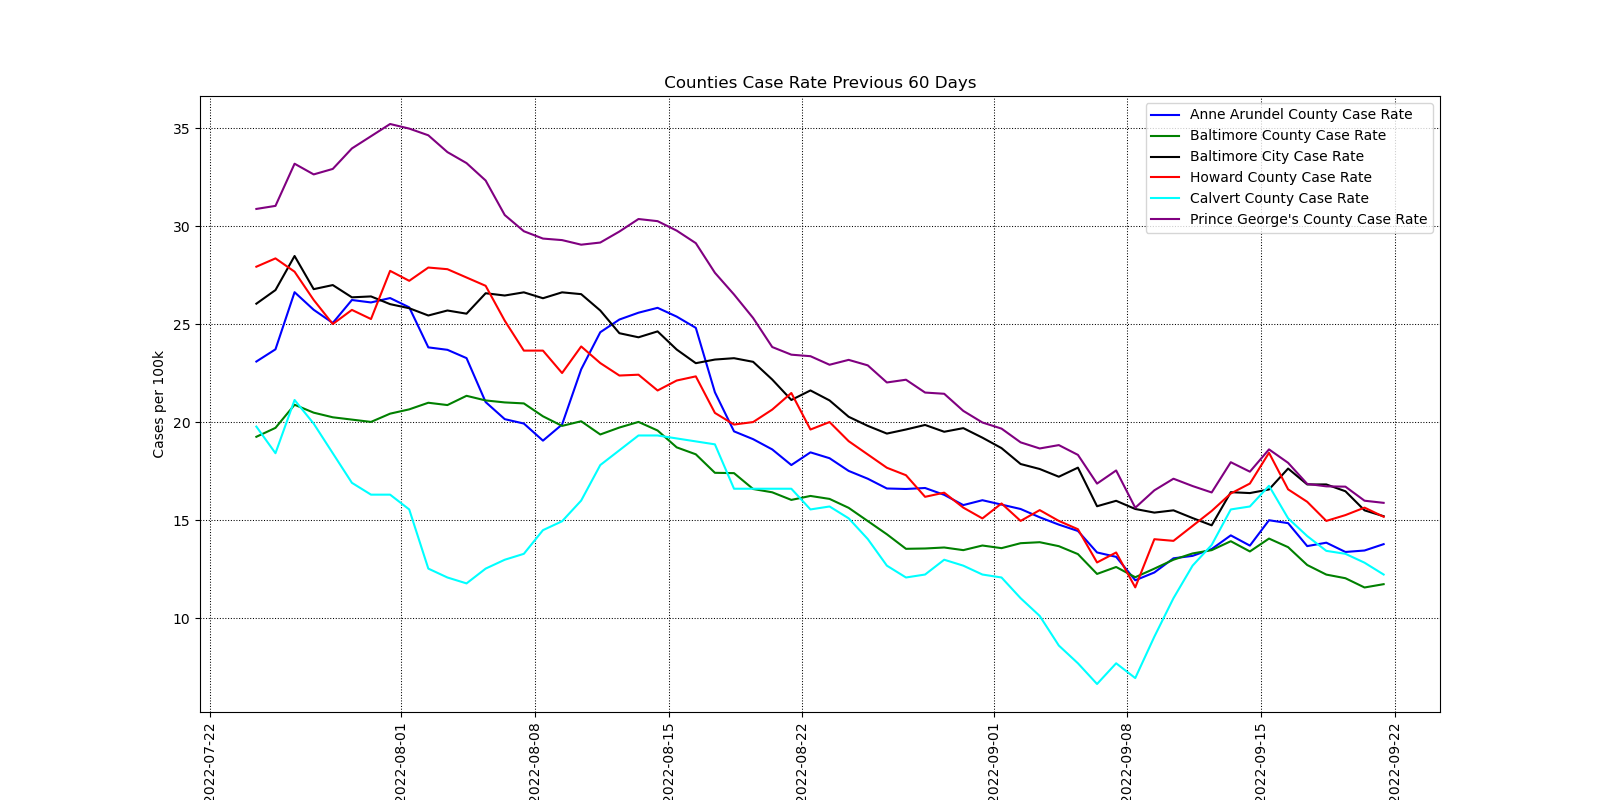 Counties Case Rate Previous 60 Days
Anne Arundel County Case Rate
Baltimore County Case Rate
Baltimore City Case Rate
Howard County Case Rate
Calvert County Case Rate
Prince George's County Case Rate
Cases per 100k
35
30
25
20
15
10
2022-07-22
2022-08-01
2022-08-08
2022-08-15
2022-08-22
2022-09-01
2022-09-08
2022-09-15
2022-09-22